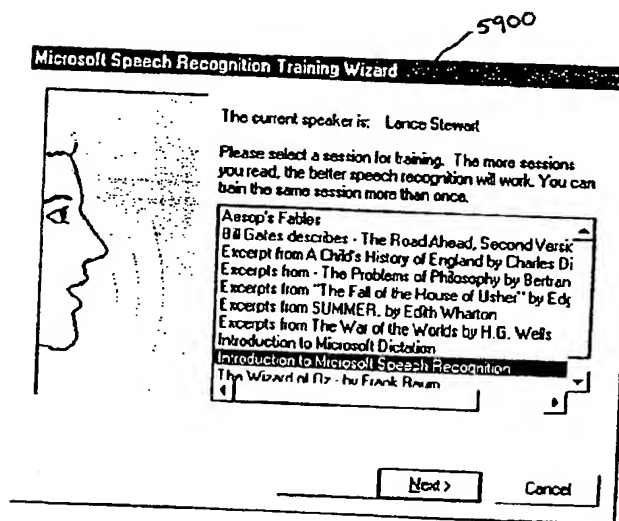 5900
Microsoft Speech Recognition Training Wizard
The current speaker is: Lance Stewart
Please select a session for training. The more sessions
you read, the better speech recognition will work. You can
train the same session more than once.
Aesop's Fables
Bill Gates describes - The Road Ahead, Second Versic
Excerpt from A Child's History of England by Charles Di
Excerpts from - The Problems of Philosophy by Bertran
Excerpts from "The Fall of the House of Usher" by Edg
Excerpts from SUMMER, by Edith Wharton
Excerpts from The War of the Worlds by H.G. Wells
Introduction to Microsoft Dictation
Introduction to Microsoft Speech Recognition
The Wizard of Oz - by Frank Baum
Next >
Cancel